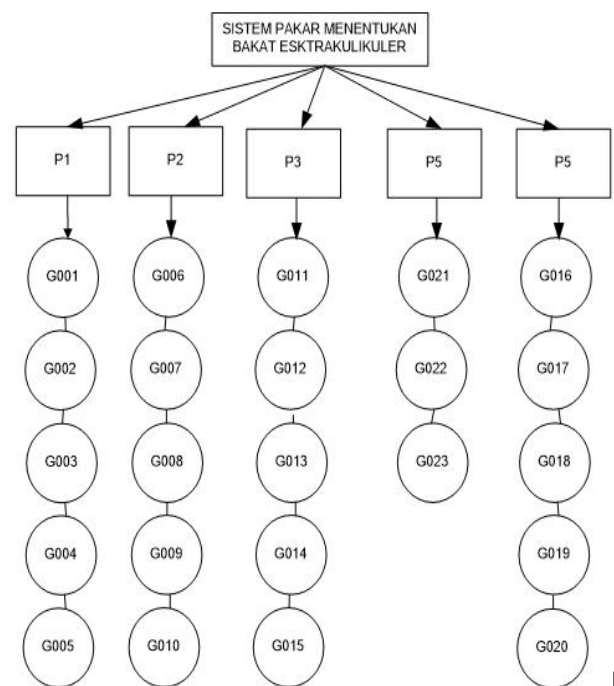 SISTEM PAKAR MENENTUKAN
BAKAT ESKTRAKULIKULER
P1
P2
P3
P5
P5
G001
G006
G011
G021
G016
G002
G007
G012
G022
G017
G003
G008
G013
G023
G018
G004
G009
G014
G019
G005
G010
G015
G020